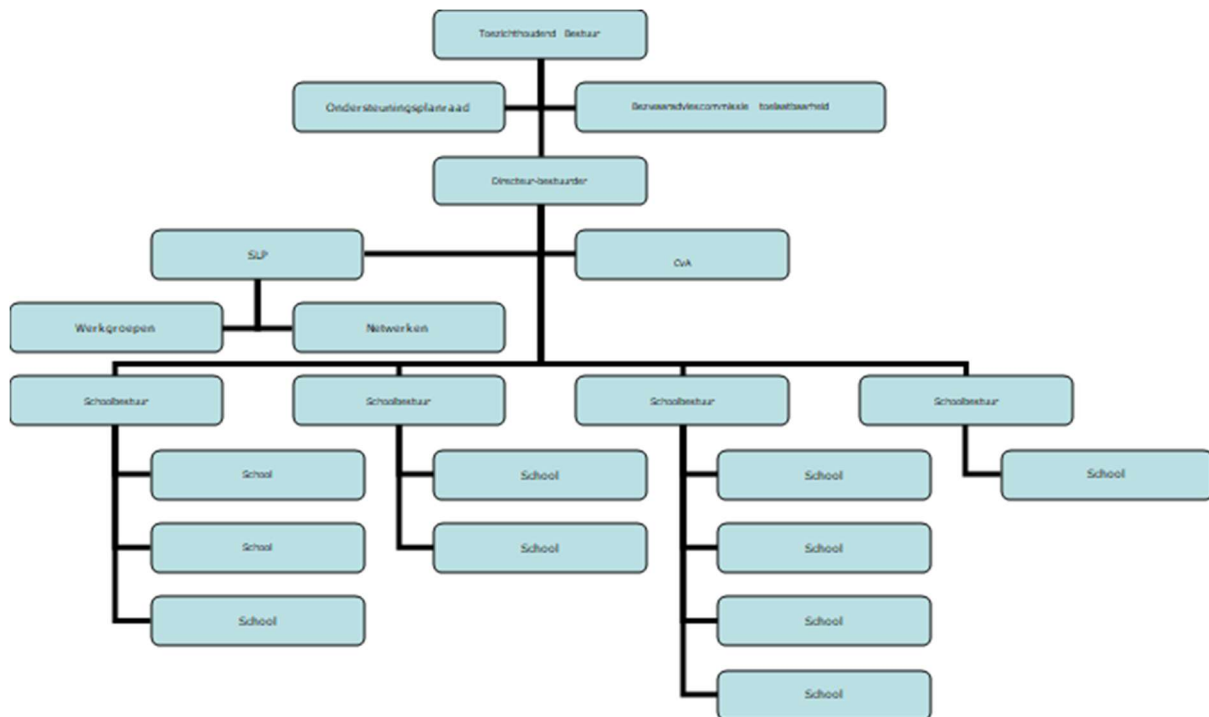 Toezichthoudend Bestuur
Ondersteuningsplanraad
Bezwaaradviescommissie toelaatbaarheid
Directeur-bestuurder
SLP
CvA
Werkgroepen
Netwerken
Schoolbestuur
Schoolbestuur
Schoolbestuur
Schoolbestuur
School
School
School
School
School
School
School
School
School
School